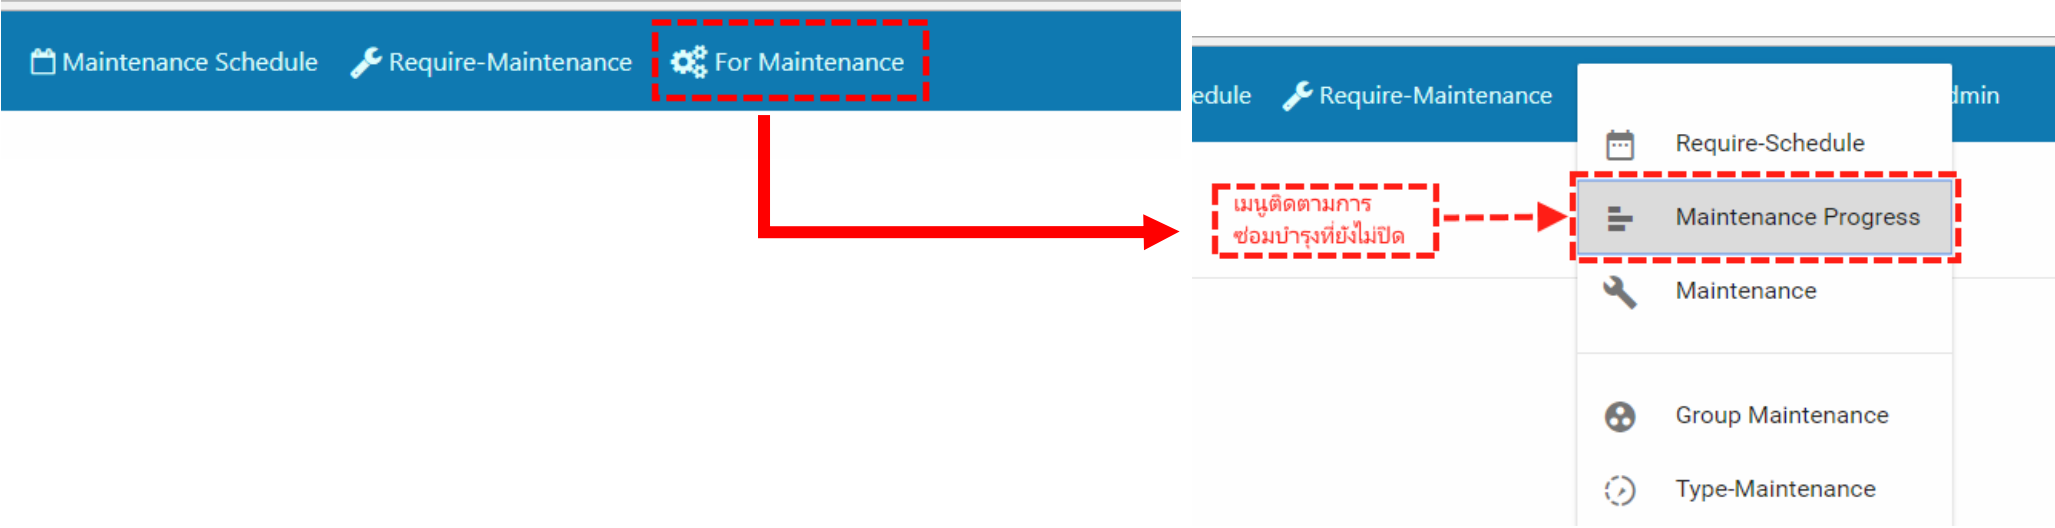 Maintenance Schedule
Require-Maintenance
For Maintenance
edule
Require-Maintenance
dmin
Require-Schedule
เมนูติดตามการ
ซ่อมบำรุงที่ยังไม่ปิด
Maintenance Progress
Maintenance
Group Maintenance
Type-Maintenance